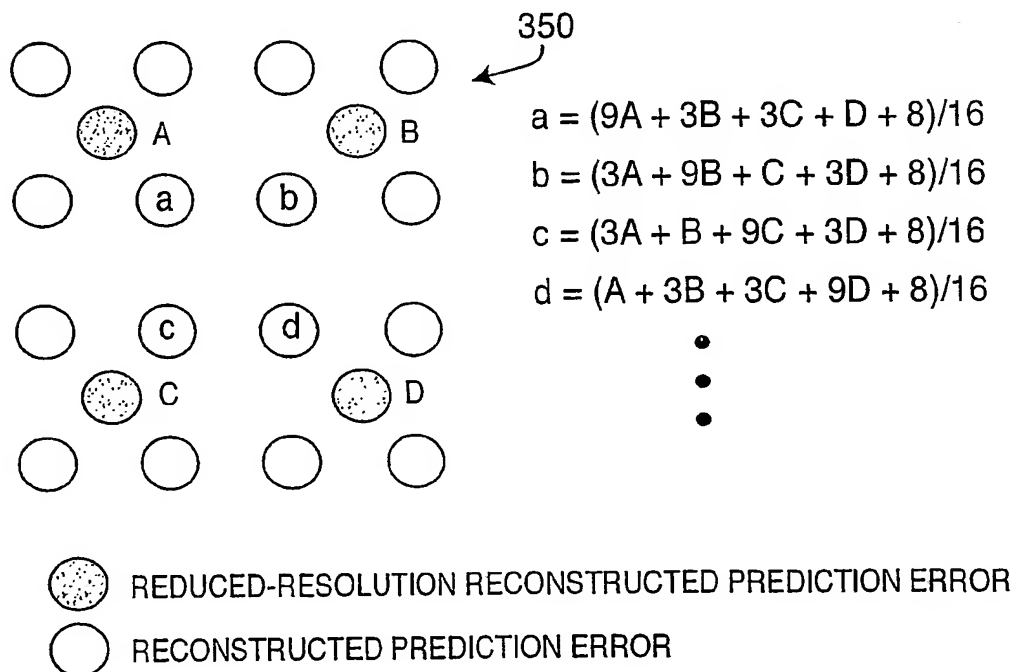 350
A
B
a = (9A + 3B + 3C + D + 8)/16
b = (3A + 9B + C + 3D + 8)/16
a
b
c = (3A + B + 9C + 3D + 8)/16
d = (A + 3B + 3C + 9D + 8)/16
c
d
C
D
REDUCED-RESOLUTION RECONSTRUCTED PREDICTION ERROR
RECONSTRUCTED PREDICTION ERROR